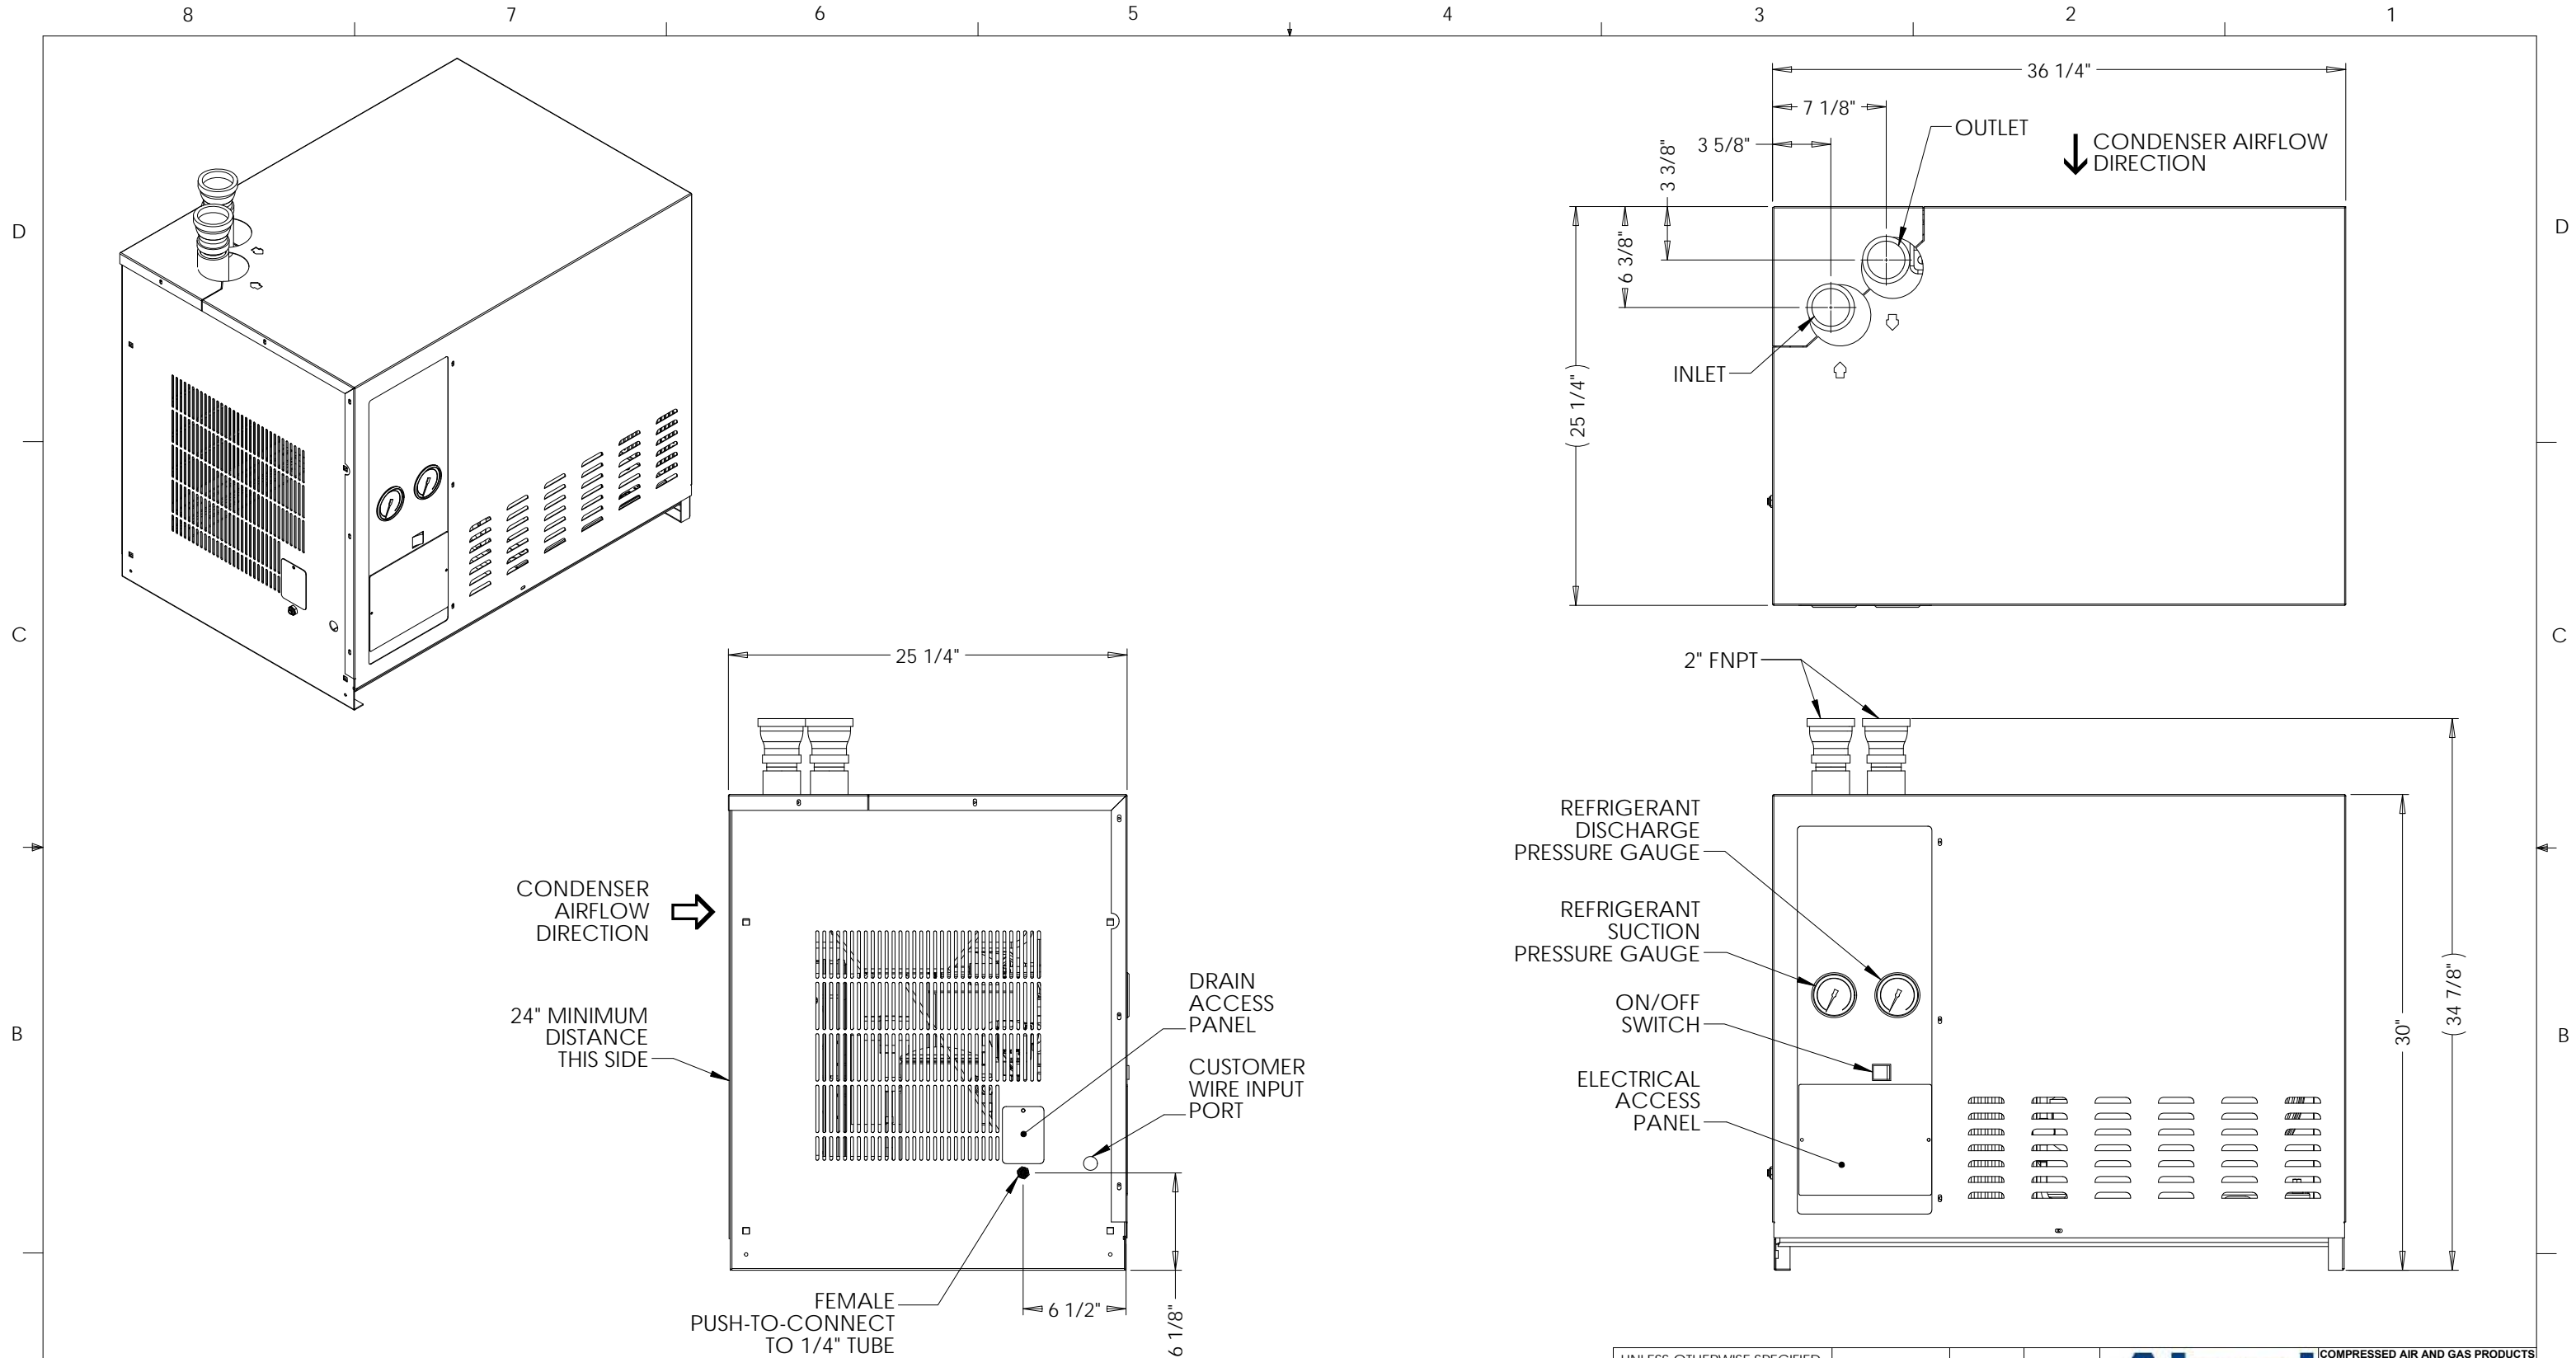 8 7 6 5 4 3 2 1
D
D
C
C
B
B
36 1/4"
7 1/8"
3 5/8"
3 3/8"
6 3/8"
( 25 1/4" )
OUTLET
CONDENSER AIRFLOW
DIRECTION
INLET
25 1/4"
CONDENSER
AIRFLOW
DIRECTION
24" MINIMUM
DISTANCE
THIS SIDE
DRAIN
ACCESS
PANEL
CUSTOMER
WIRE INPUT
PORT
FEMALE
PUSH-TO-CONNECT
TO 1/4" TUBE
6 1/2"
6 1/8"
2" FNPT
REFRIGERANT
DISCHARGE
PRESSURE GAUGE
REFRIGERANT
SUCTION
PRESSURE GAUGE
ON/OFF
SWITCH
ELECTRICAL
ACCESS
PANEL
30"
( 34 7/8" )
UNLESS OTHERWISE SPECIFIED
COMPRESSED AIR AND GAS PRODUCTS